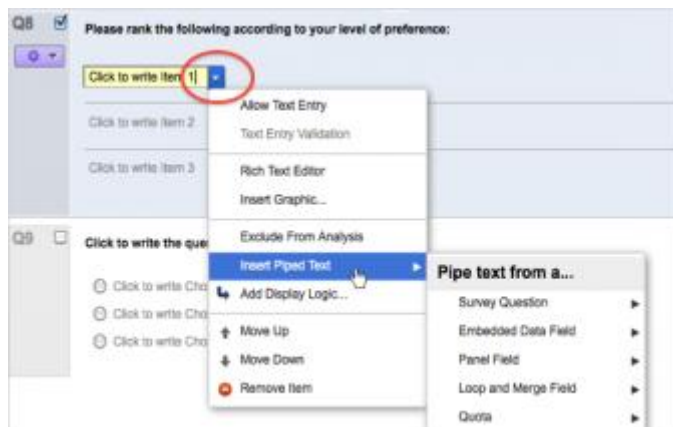 Q8
Please rank the following according to your level of preference:
Click to write Item 1
Click to write Item 2
Click to write Item 3
Allow Text Entry
Text Entry Validation
Rich Text Editor
Insert Graphic...
Exclude From Analysis
Insert Piped Text
Add Display Logic...
Move Up
Move Down
Remove Item
Q9
Click to write the que
Click to write Cho
Click to write Cho
Click to write Cho
Pipe text from a...
Survey Question
Embedded Data Field
Panel Field
Loop and Merge Field
Quota